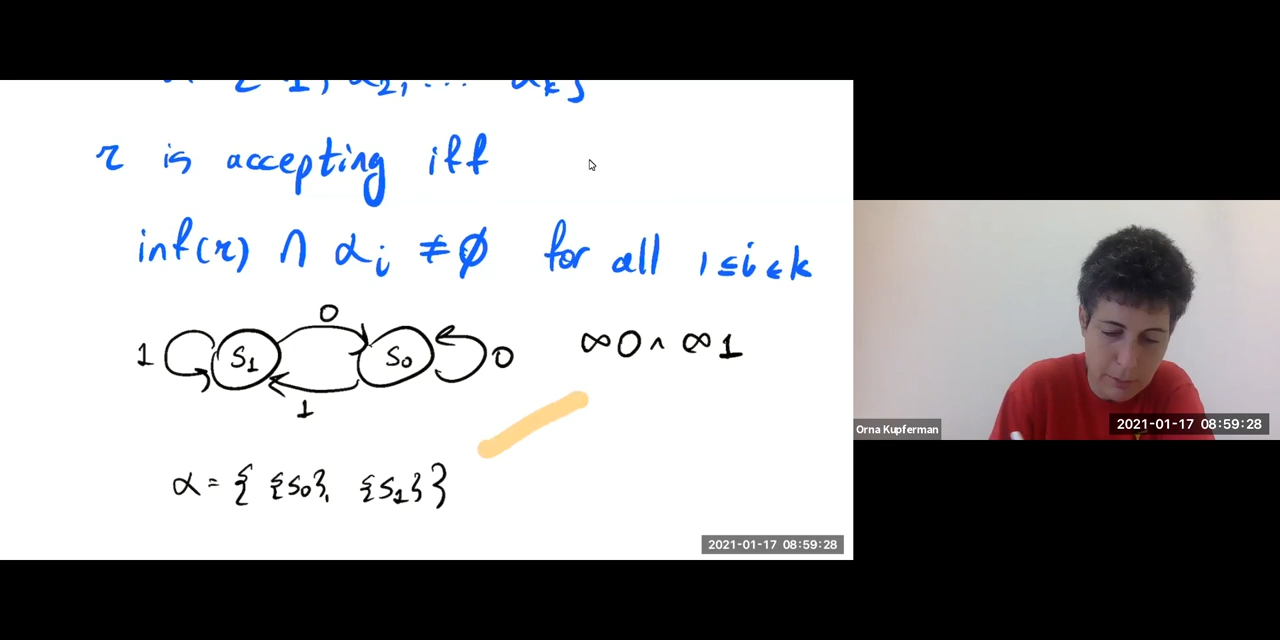 r is accepting iff
inf(r) ∩ αi ≠ ∅ for all 1≤i≤k
0
1 S1 S0 0 ∞0 ∧ ∞1
1
α = { {S0}, {S1} }
Orna Kupferman
2021-01-17 08:59:28
2021-01-17 08:59:28